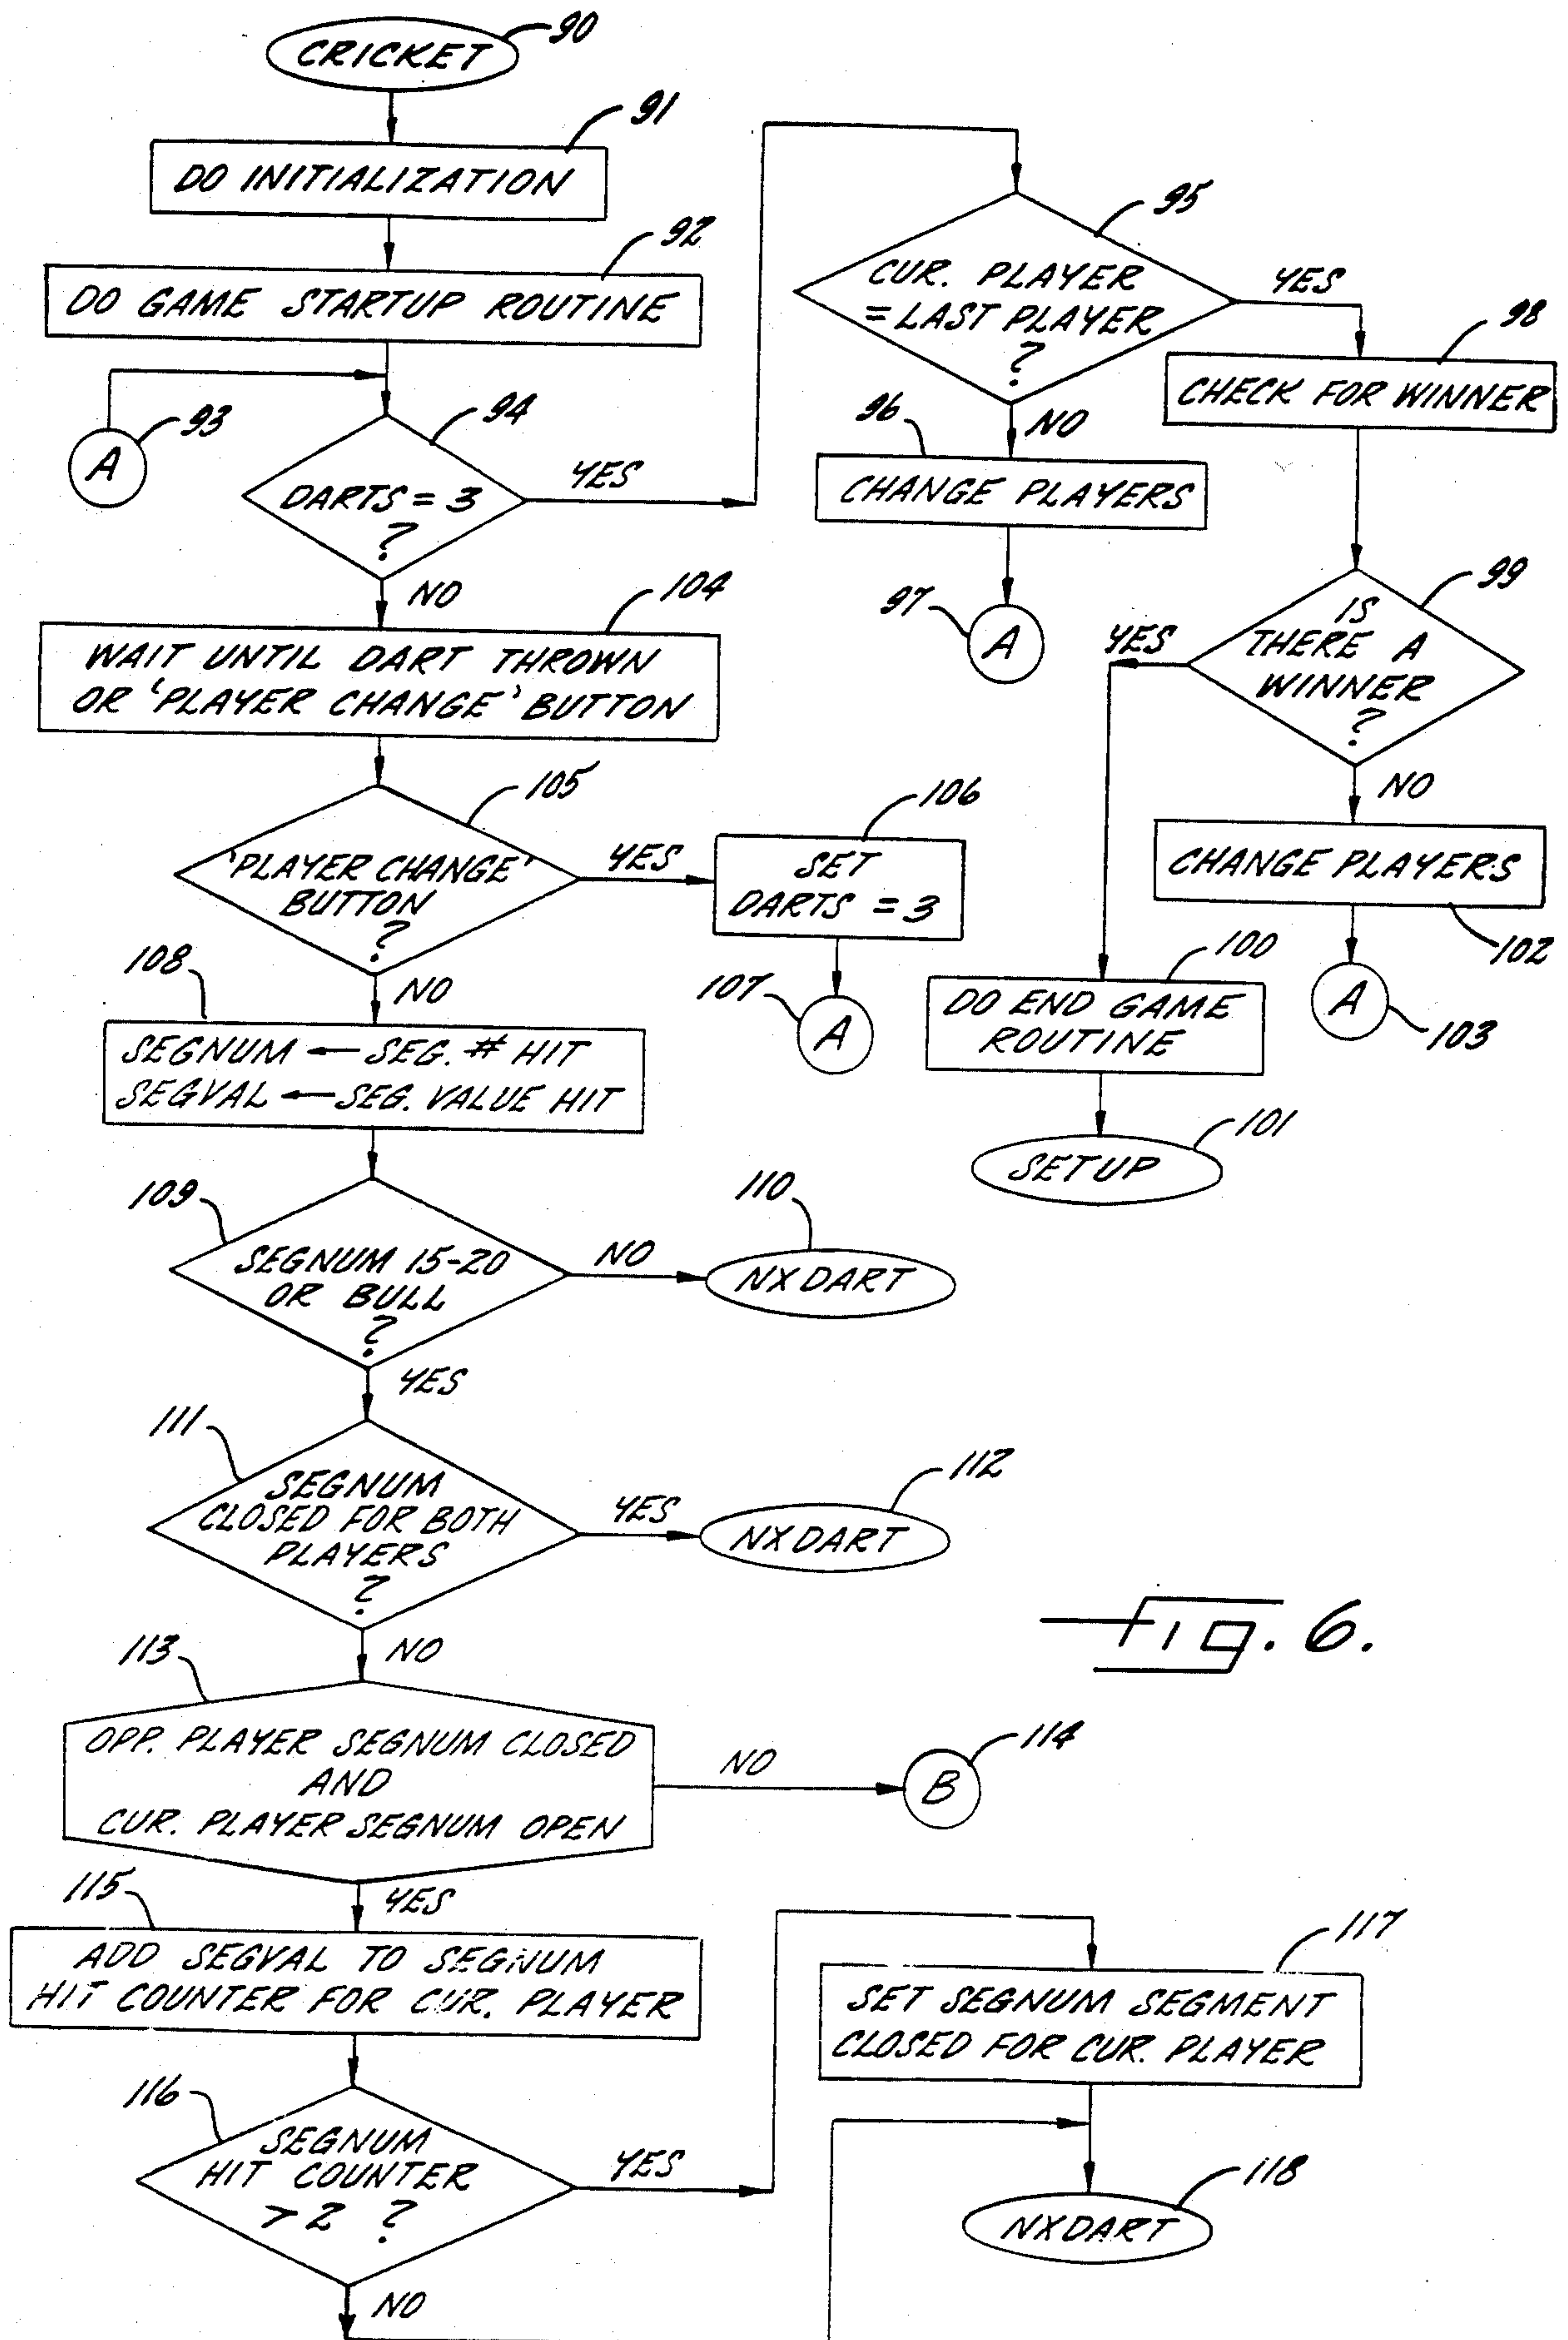 CRICKET
90
91
DO INITIALIZATION
92
DO GAME STARTUP ROUTINE
A
93
94
DARTS = 3
?
YES
NO
95
CUR. PLAYER
= LAST PLAYER
?
YES
NO
96
CHANGE PLAYERS
97
A
98
CHECK FOR WINNER
99
IS
THERE A
WINNER
?
YES
NO
CHANGE PLAYERS
102
A
103
100
DO END GAME
ROUTINE
101
SETUP
104
WAIT UNTIL DART THROWN
OR 'PLAYER CHANGE' BUTTON
105
'PLAYER CHANGE'
BUTTON
?
YES
NO
106
SET
DARTS = 3
107
A
108
SEGNUM ← SEG. # HIT
SEGVAL ← SEG. VALUE HIT
109
SEGNUM 15-20
OR BULL
?
NO
YES
110
NXDART
111
SEGNUM
CLOSED FOR BOTH
PLAYERS
?
YES
NO
112
NXDART
Fig. 6.
113
OPP. PLAYER SEGNUM CLOSED
AND
CUR. PLAYER SEGNUM OPEN
NO
YES
114
B
115
ADD SEGVAL TO SEGNUM
HIT COUNTER FOR CUR. PLAYER
116
SEGNUM
HIT COUNTER
> 2 ?
YES
NO
117
SET SEGNUM SEGMENT
CLOSED FOR CUR. PLAYER
118
NXDART